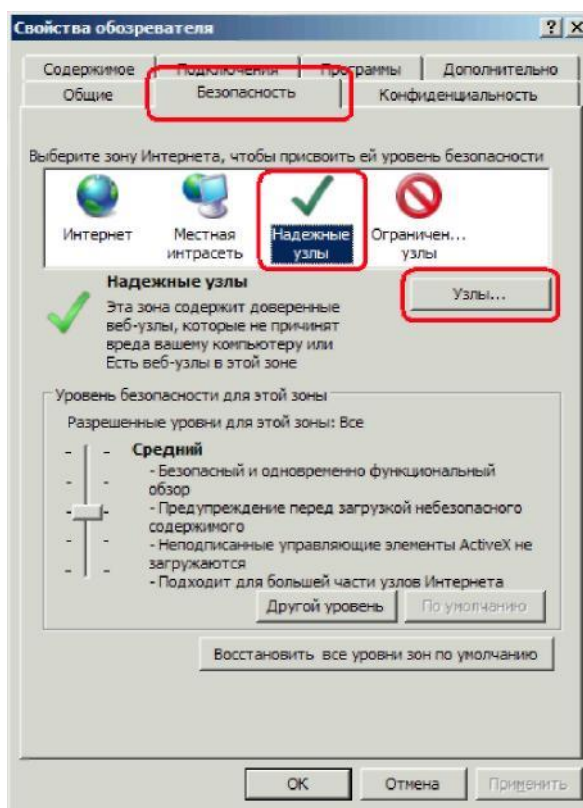 Свойства обозревателя
Содержимое Подключения Программы Дополнительно
Общие Безопасность Конфиденциальность
Выберите зону Интернета, чтобы присвоить ей уровень безопасности
Интернет Местная интрасеть Надежные узлы Ограничен... узлы
Надежные узлы
Узлы...
Эта зона содержит доверенные
веб-узлы, которые не причинят
вреда вашему компьютеру или
Есть веб-узлы в этой зоне
Уровень безопасности для этой зоны
Разрешенные уровни для этой зоны: Все
Средний
- Безопасный и одновременно функциональный
обзор
- Предупреждение перед загрузкой небезопасного
содержимого
- Неподписанные управляющие элементы ActiveX не
загружаются
- Подходит для большей части узлов Интернета
Другой уровень По умолчанию
Восстановить все уровни зон по умолчанию
OK Отмена Применить